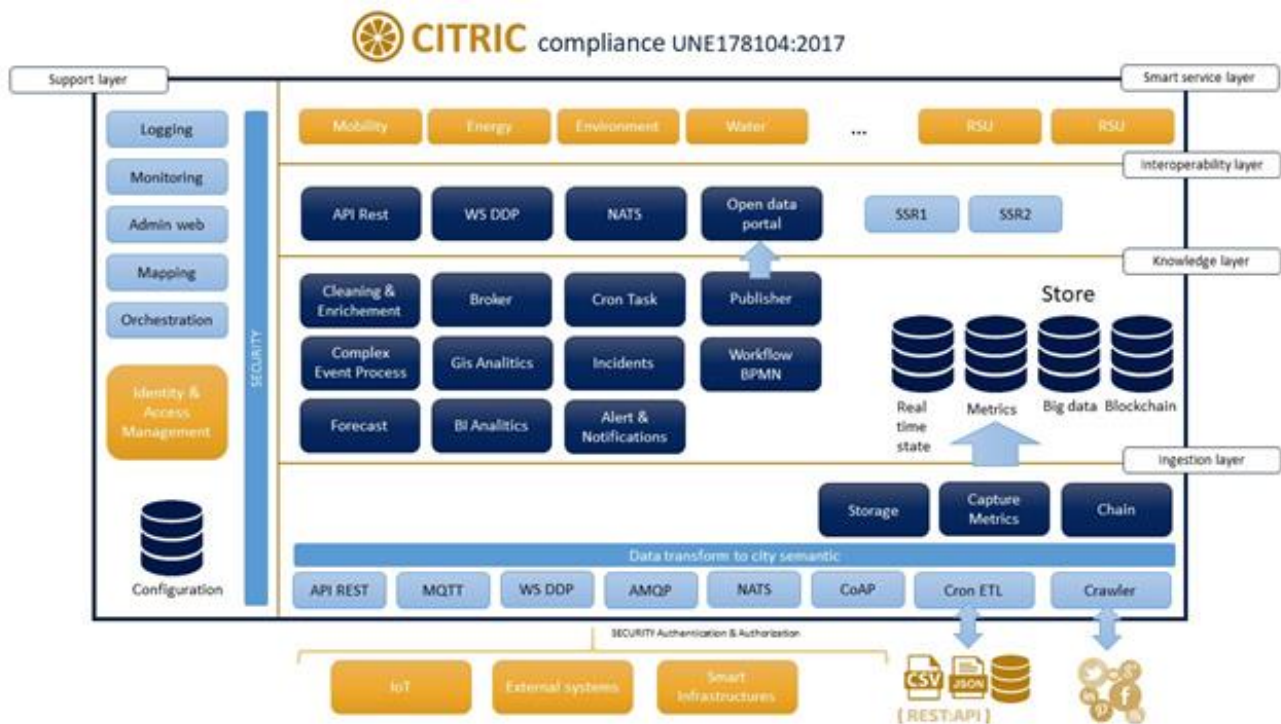 CITRIC compliance UNE178104:2017
Support layer
Smart service layer
Logging
Monitoring
Admin web
Mapping
Orchestration
Identity &
Access
Management
Configuration
SECURITY
Mobility
Energy
Environment
Water
...
RSU
RSU
Interoperability layer
API Rest
WS DDP
NATS
Open data
portal
SSR1
SSR2
Knowledge layer
Cleaning &
Enrichement
Broker
Cron Task
Publisher
Complex
Event Process
Gis Analitics
Incidents
Workflow
BPMN
Forecast
BI Analitics
Alert &
Notifications
Store
Real
time
state
Metrics
Big data
Blockchain
Ingestion layer
Storage
Capture
Metrics
Chain
Data transform to city semantic
API REST
MQTT
WS DDP
AMQP
NATS
CoAP
Cron ETL
Crawler
SECURITY Authentication & Authorization
IoT
External systems
Smart
Infrastructures
CSV
JSON
{REST:API}